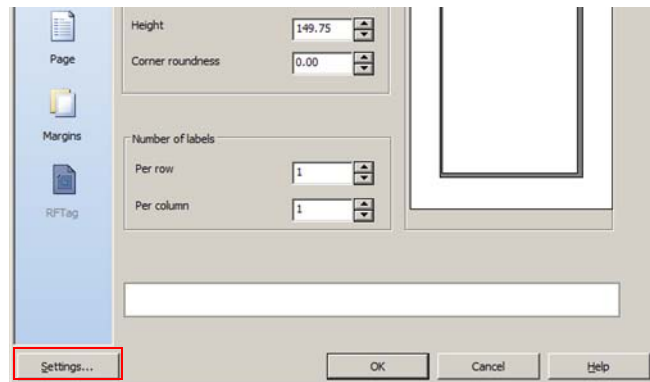 Height 149.75
Page
Corner roundness 0.00
Margins
Number of labels
Per row 1
RFTag
Per column 1
Settings... OK Cancel Help